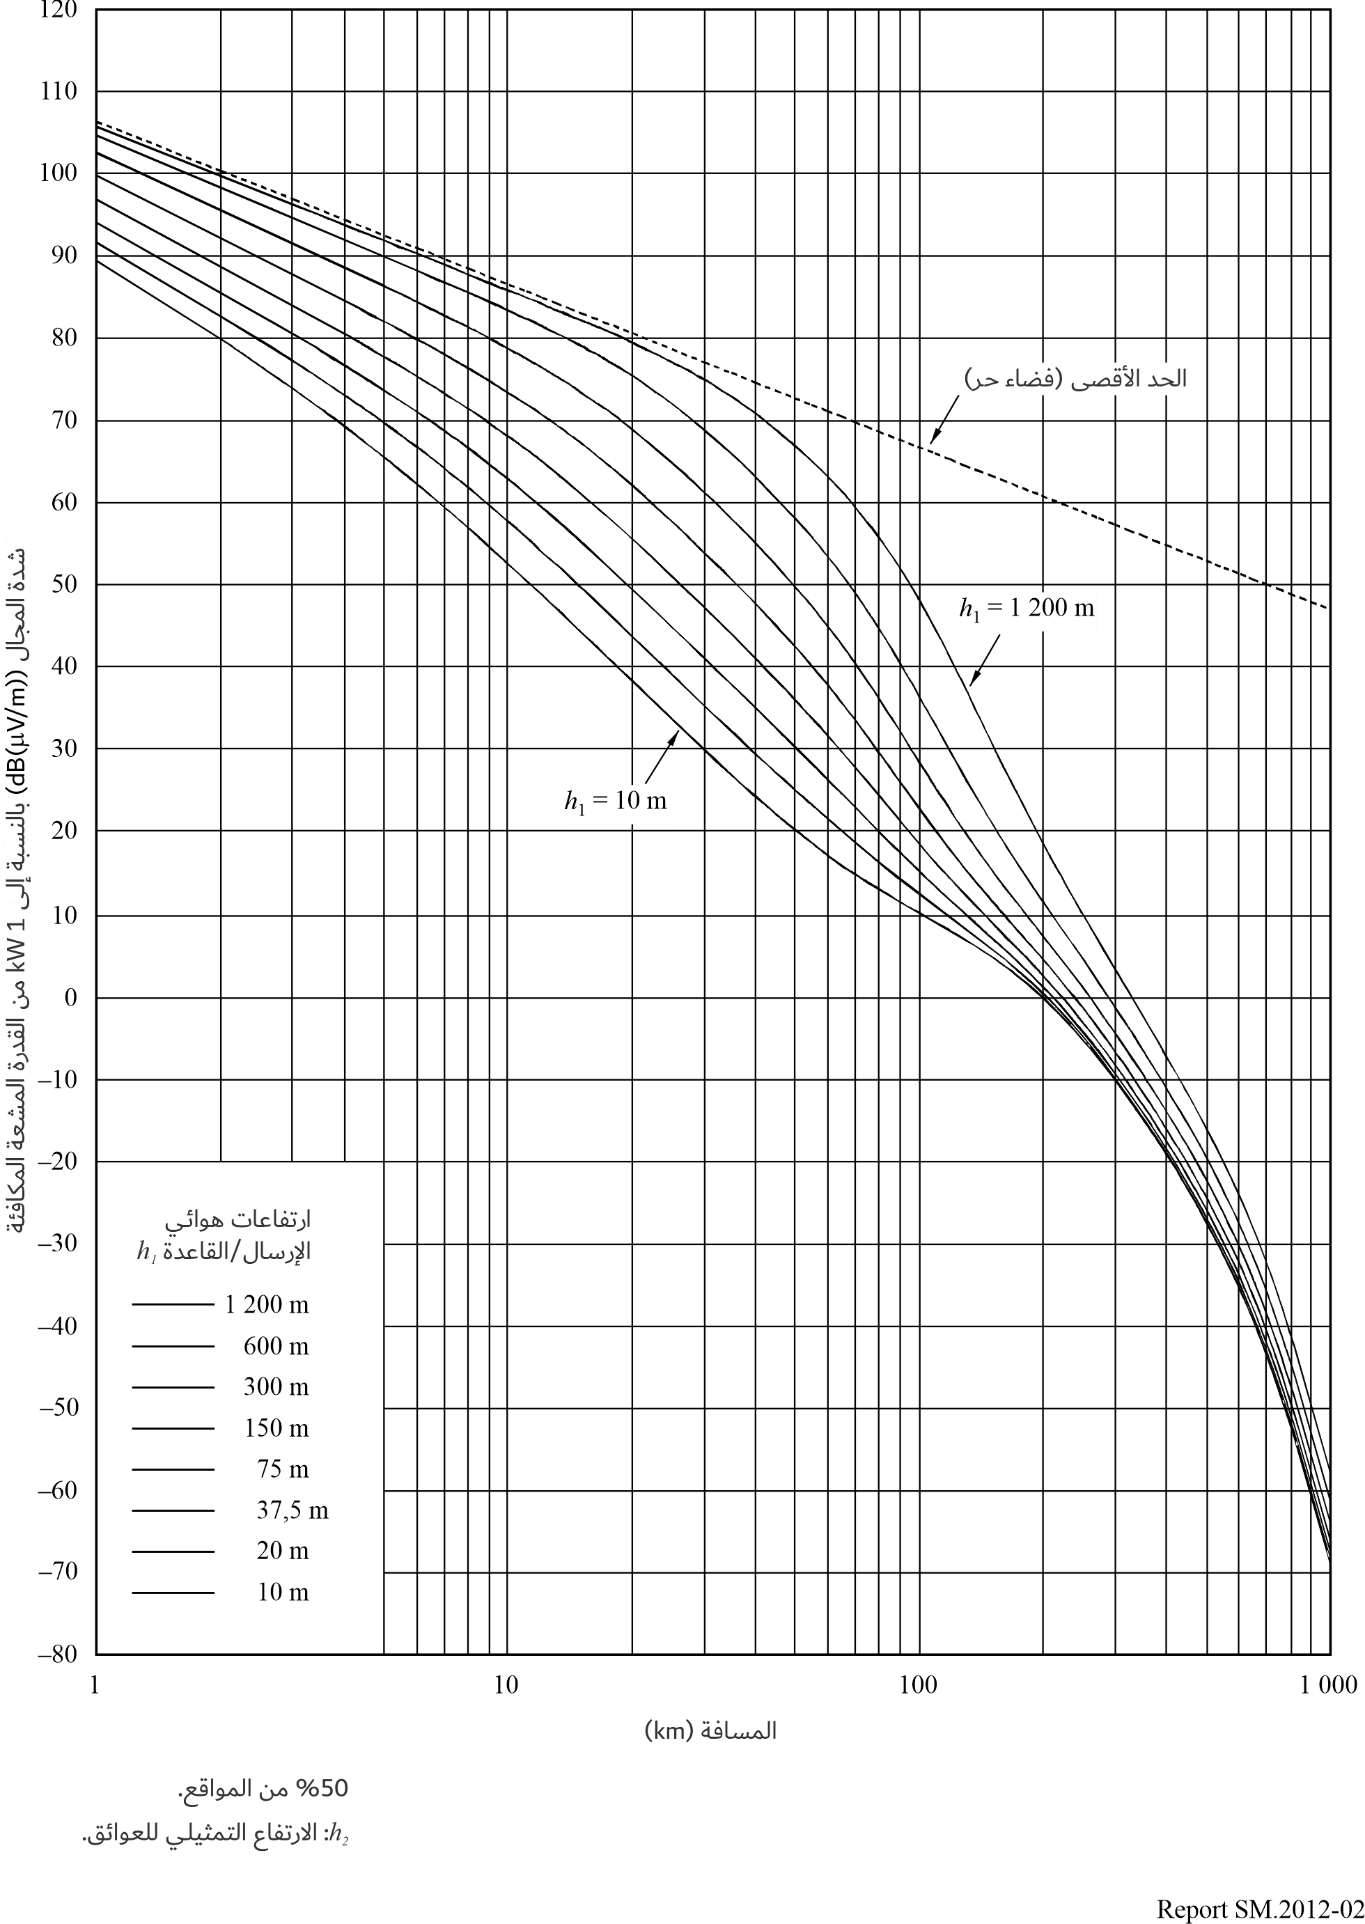 120
110
100
90
80
70
60
50
40
30
20
10
0
–10
–20
–30
–40
–50
–60
–70
–80
شدة المجال (dB(µV/m)) بالنسبة إلى 1 kW من القدرة المشعة المكافئة
الحد الأقصى (فضاء حر)
h1 = 1 200 m
h1 = 10 m
ارتفاعات هوائي
الإرسال/القاعدة h1
1 200 m
600 m
300 m
150 m
75 m
37,5 m
20 m
10 m
1 10 100 1 000
المسافة (km)
50% من المواقع.
h2: الارتفاع التمثيلي للعوائق.
Report SM.2012-02